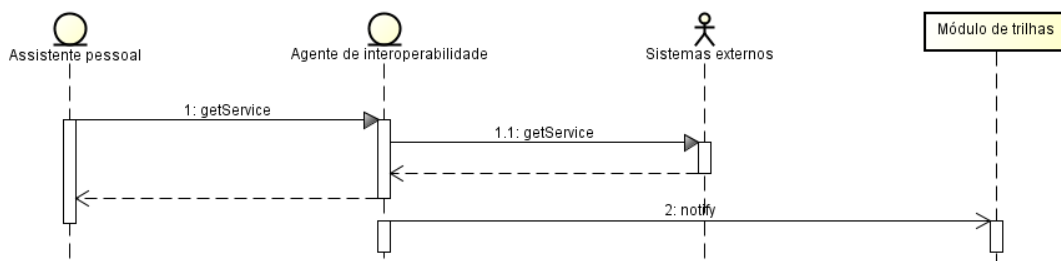 Assistente pessoal
Agente de interoperabilidade
Sistemas externos
Módulo de trilhas
1: getService
1.1: getService
2: notify